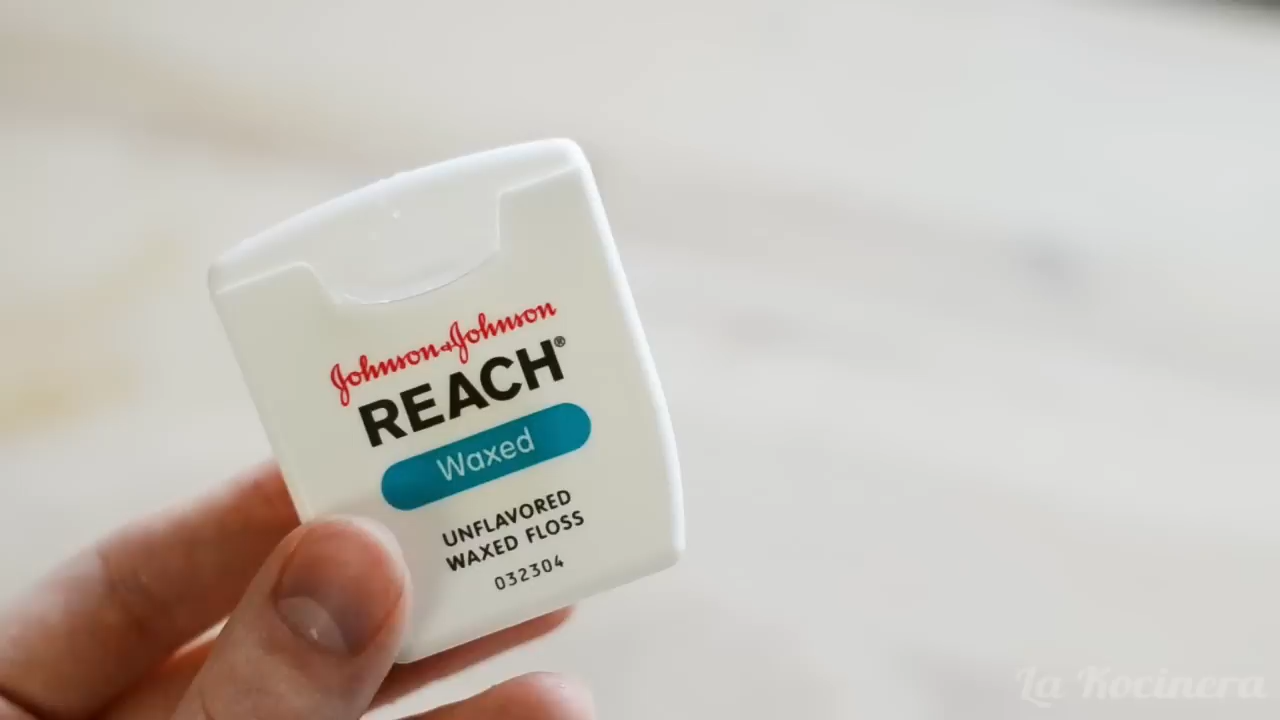 Johnson & Johnson
REACH®
Waxed
UNFLAVORED
WAXED FLOSS
032304
La Kocinera